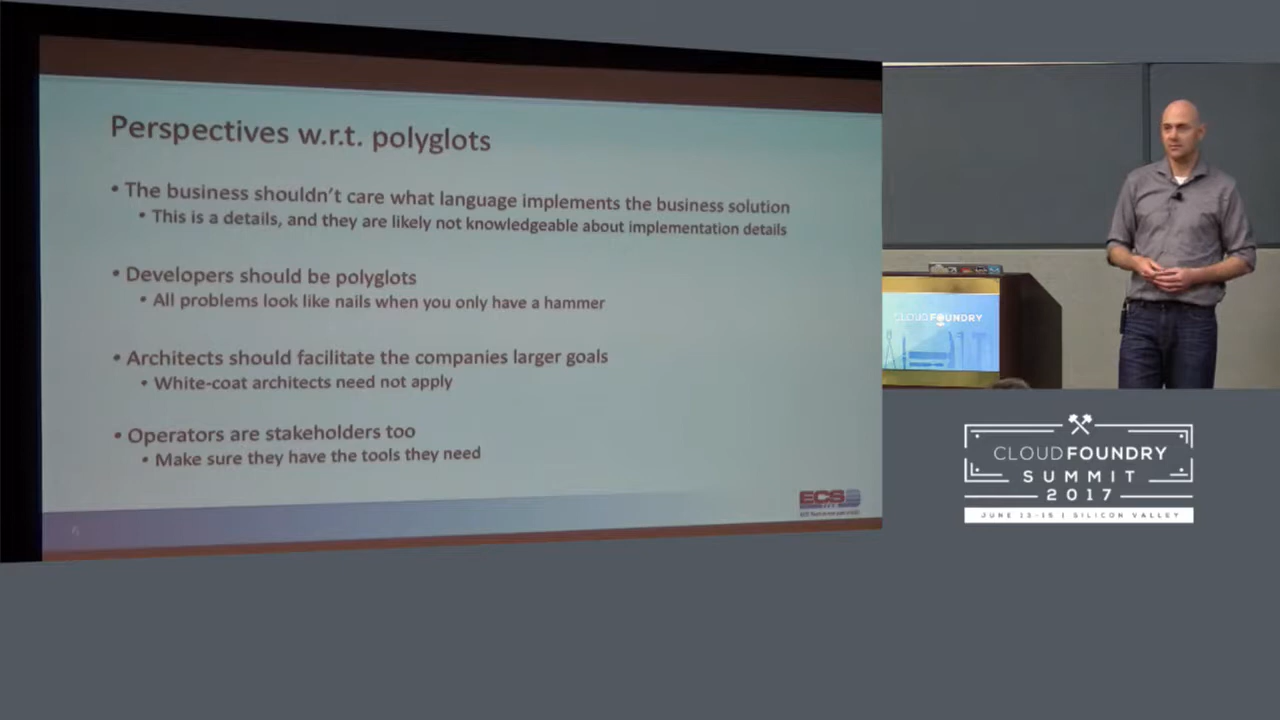 Perspectives w.r.t. polyglots
• The business shouldn't care what language implements the business solution
• This is a details, and they are likely not knowledgeable about implementation details
• Developers should be polyglots
• All problems look like nails when you only have a hammer
• Architects should facilitate the companies larger goals
• White-coat architects need not apply
• Operators are stakeholders too
• Make sure they have the tools they need
ECS
CLOUD FOUNDRY
CLOUD FOUNDRY
SUMMIT
2017
JUNE 13-15 | SILICON VALLEY